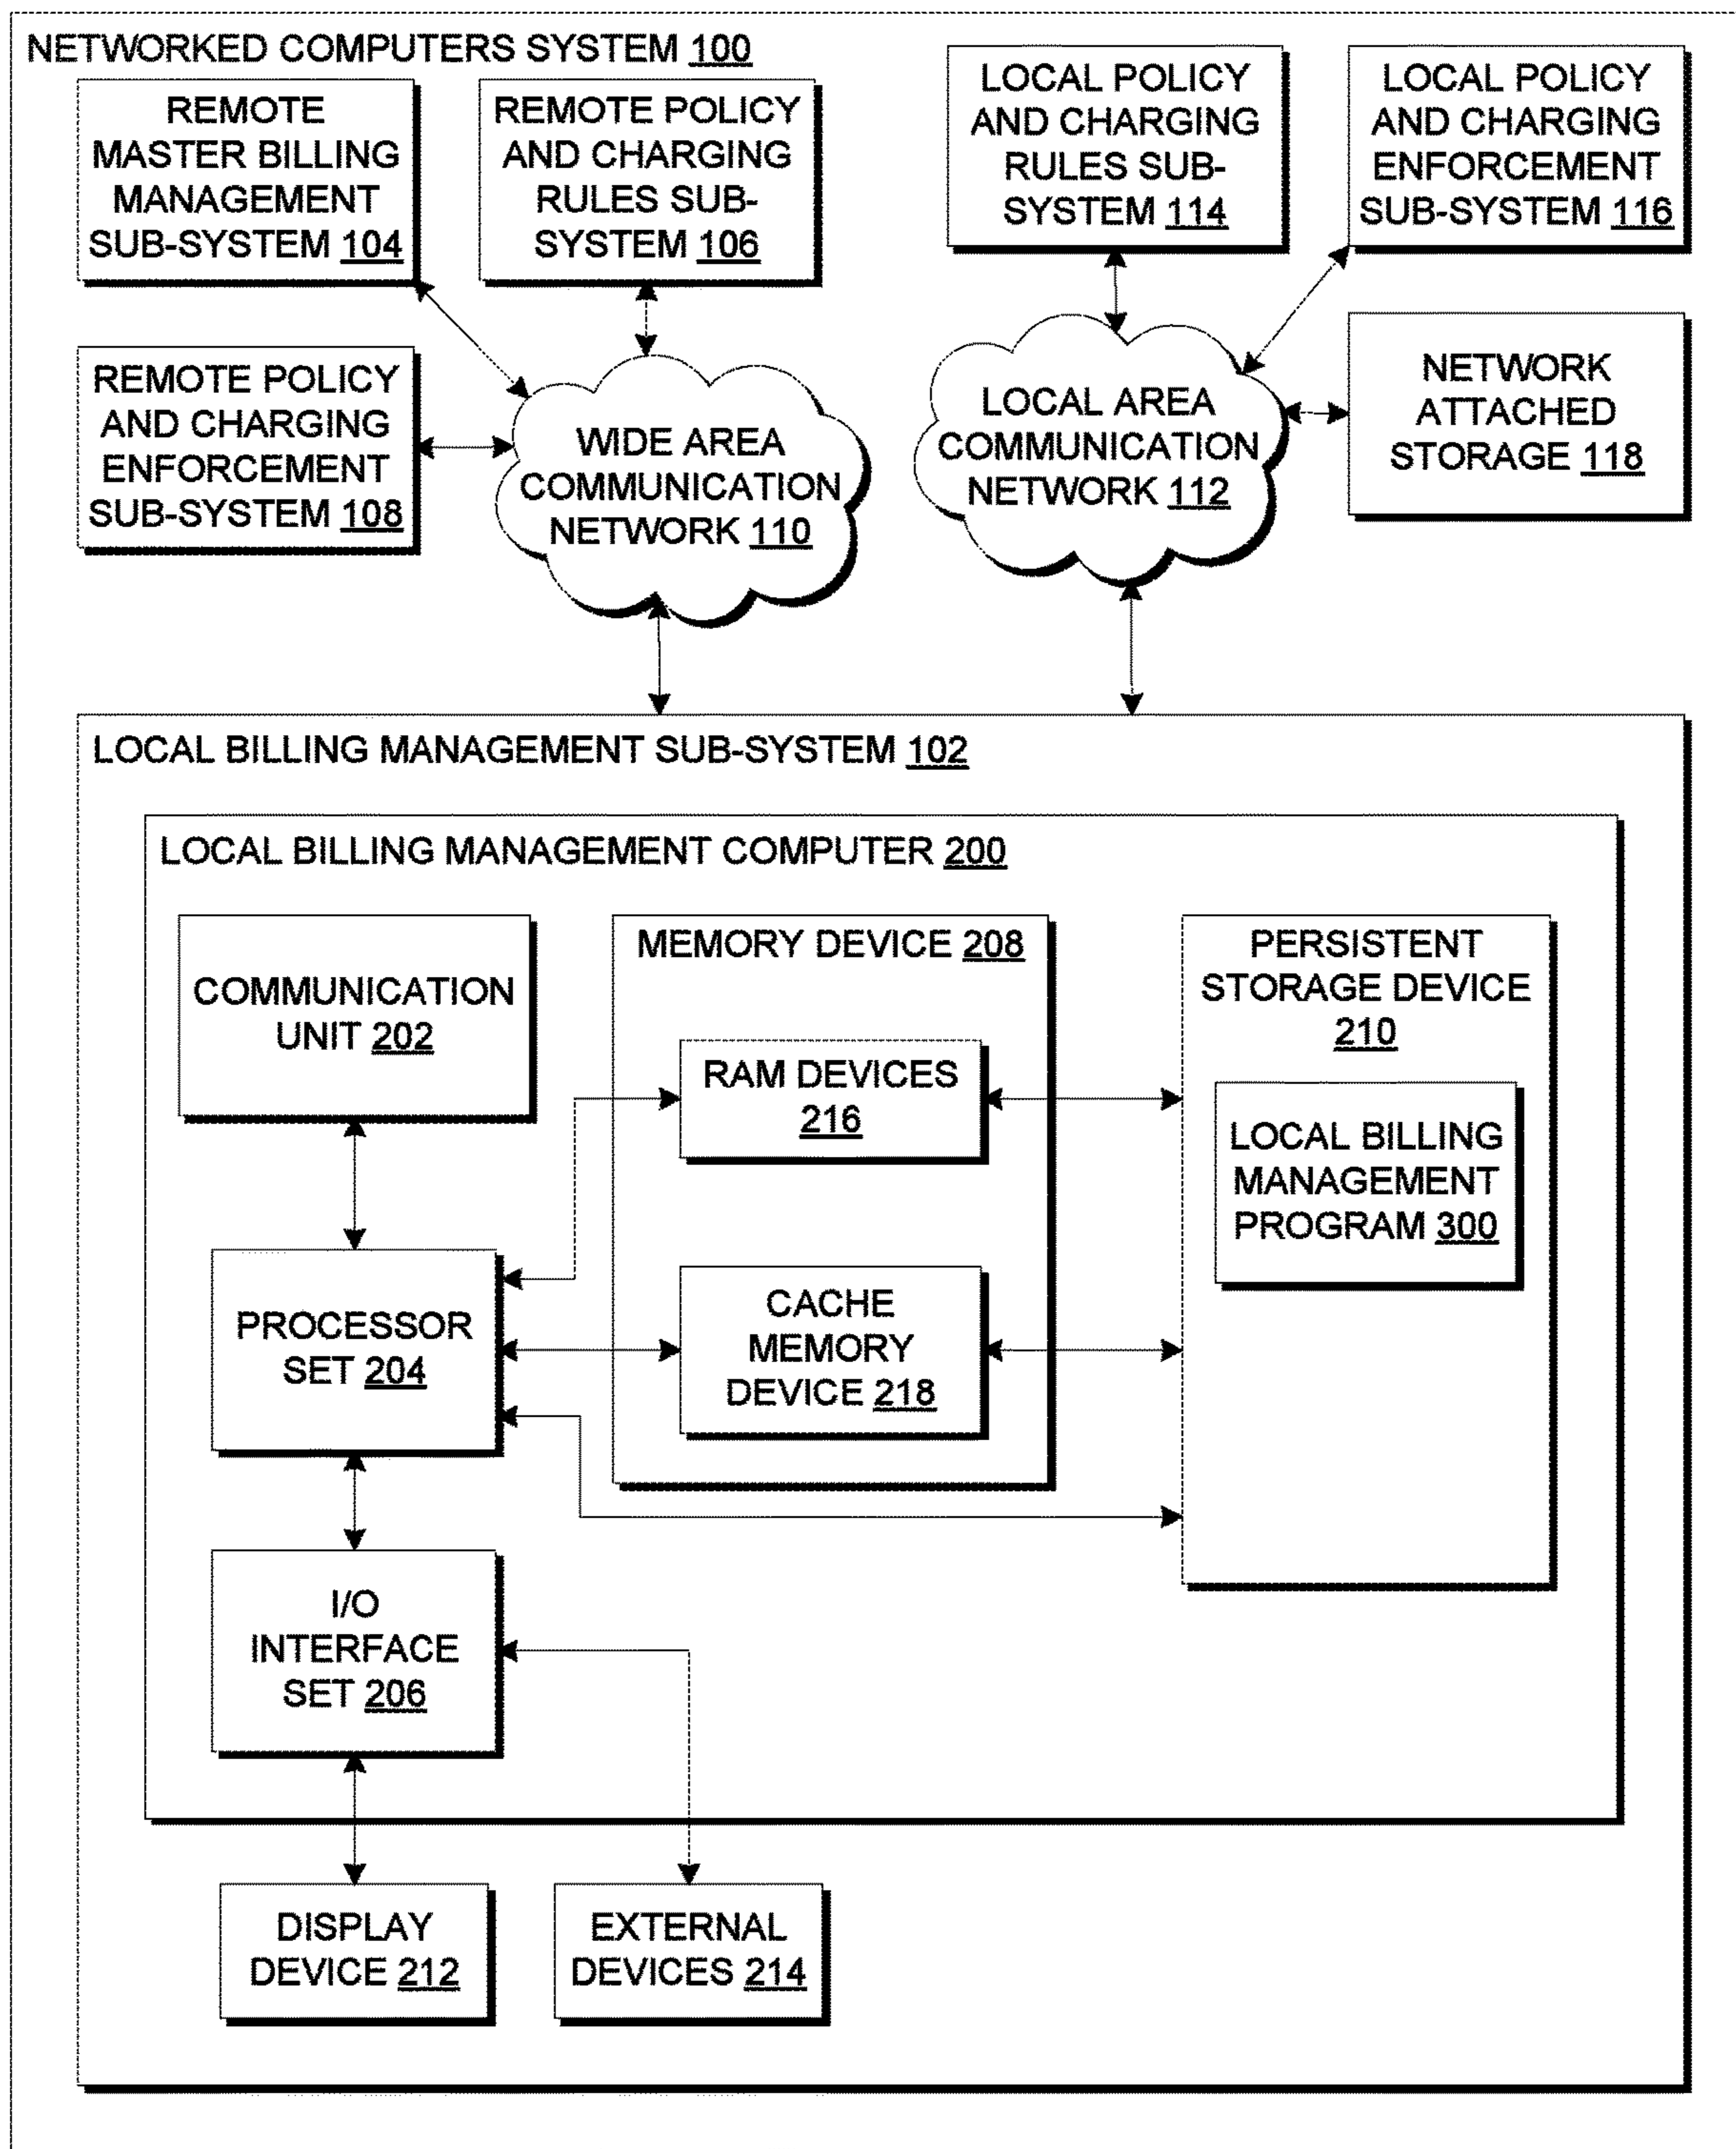 NETWORKED COMPUTERS SYSTEM 100
REMOTE
MASTER BILLING
MANAGEMENT
SUB-SYSTEM 104
REMOTE POLICY
AND CHARGING
RULES SUB-
SYSTEM 106
LOCAL POLICY
AND CHARGING
RULES SUB-
SYSTEM 114
LOCAL POLICY
AND CHARGING
ENFORCEMENT
SUB-SYSTEM 116
REMOTE POLICY
AND CHARGING
ENFORCEMENT
SUB-SYSTEM 108
WIDE AREA
COMMUNICATION
NETWORK 110
LOCAL AREA
COMMUNICATION
NETWORK 112
NETWORK
ATTACHED
STORAGE 118
LOCAL BILLING MANAGEMENT SUB-SYSTEM 102
LOCAL BILLING MANAGEMENT COMPUTER 200
COMMUNICATION
UNIT 202
MEMORY DEVICE 208
PERSISTENT
STORAGE DEVICE
210
RAM DEVICES
216
LOCAL BILLING
MANAGEMENT
PROGRAM 300
PROCESSOR
SET 204
CACHE
MEMORY
DEVICE 218
I/O
INTERFACE
SET 206
DISPLAY
DEVICE 212
EXTERNAL
DEVICES 214